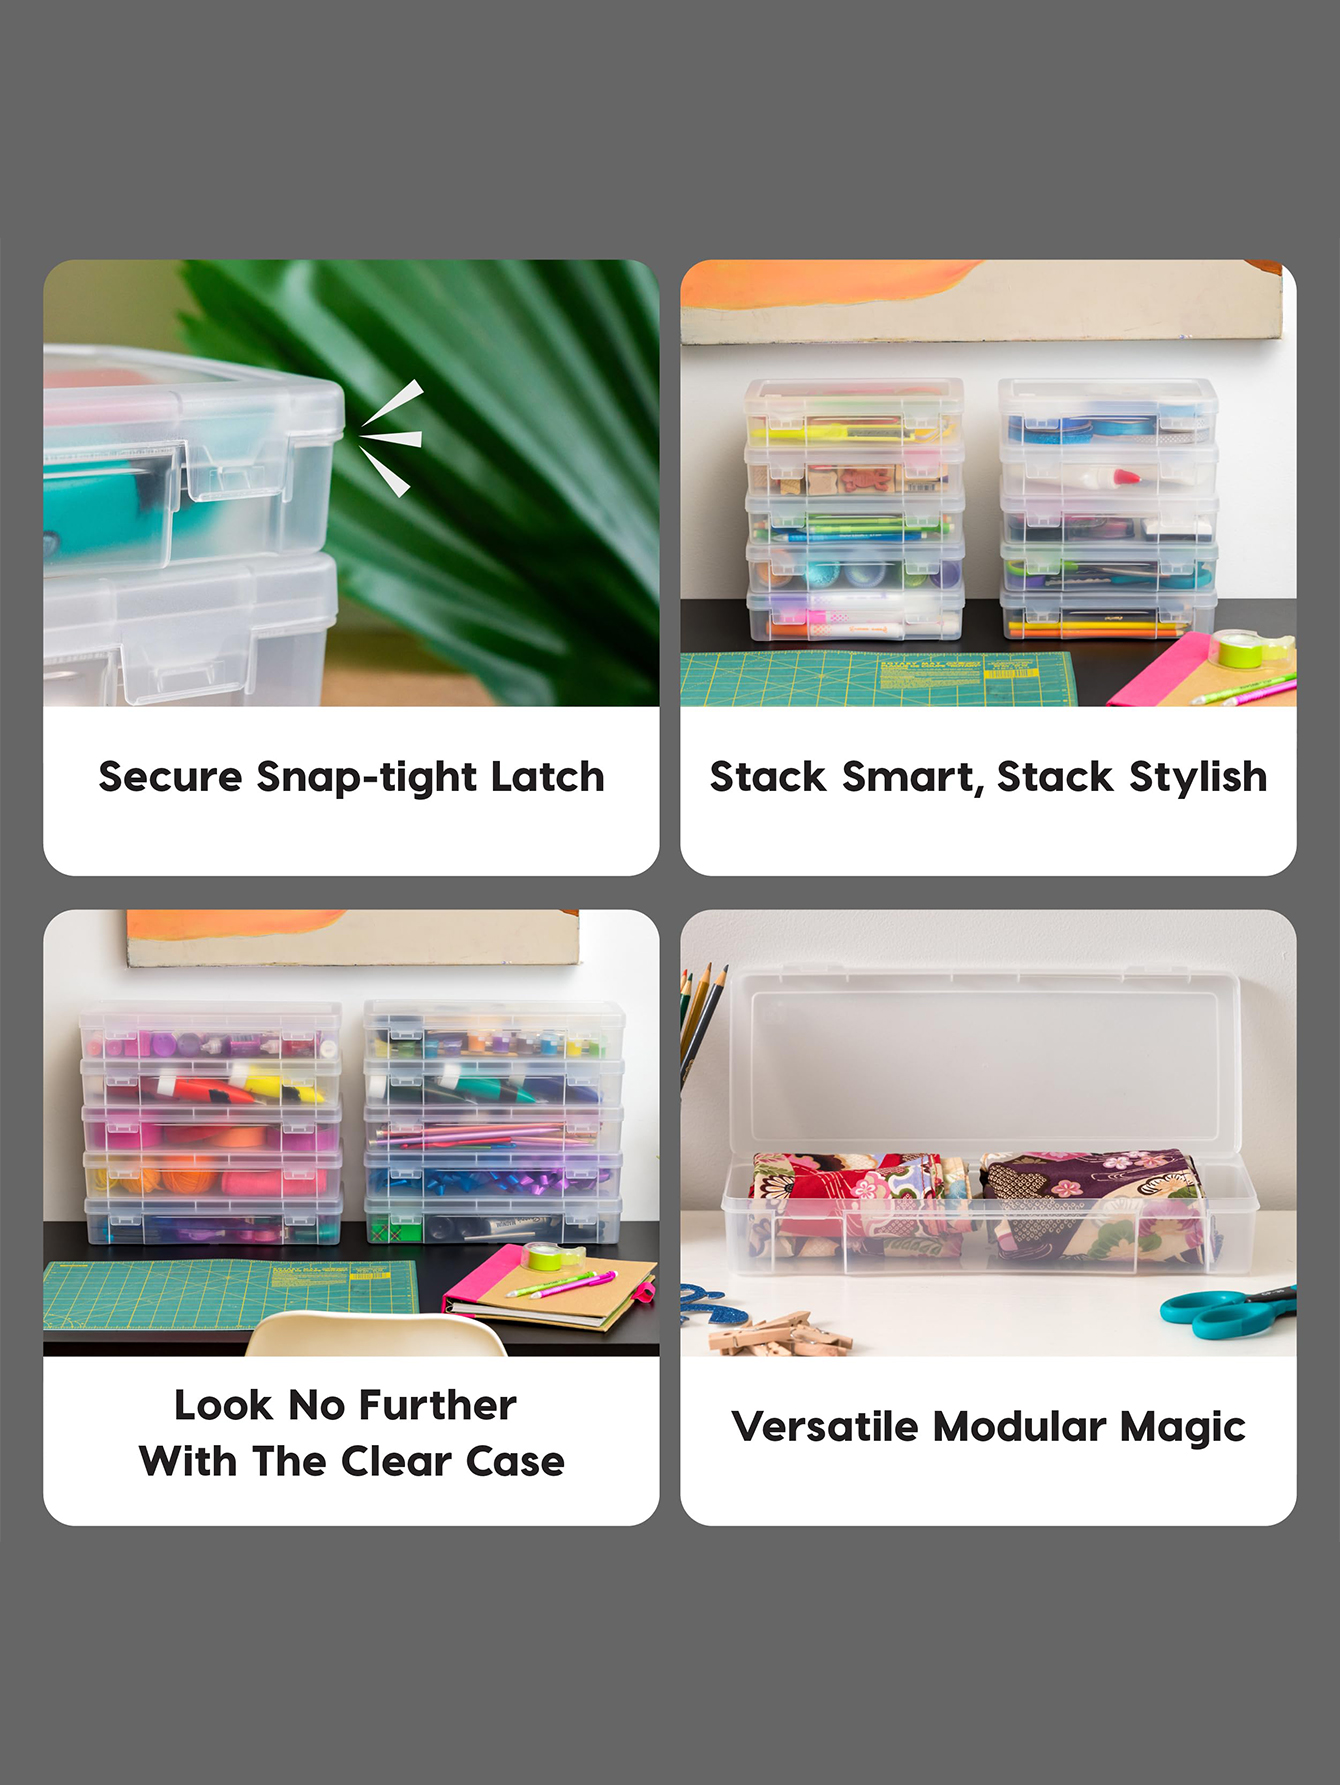 Secure Snap-tight Latch
Stack Smart, Stack Stylish
Look No Further
With The Clear Case
Versatile Modular Magic